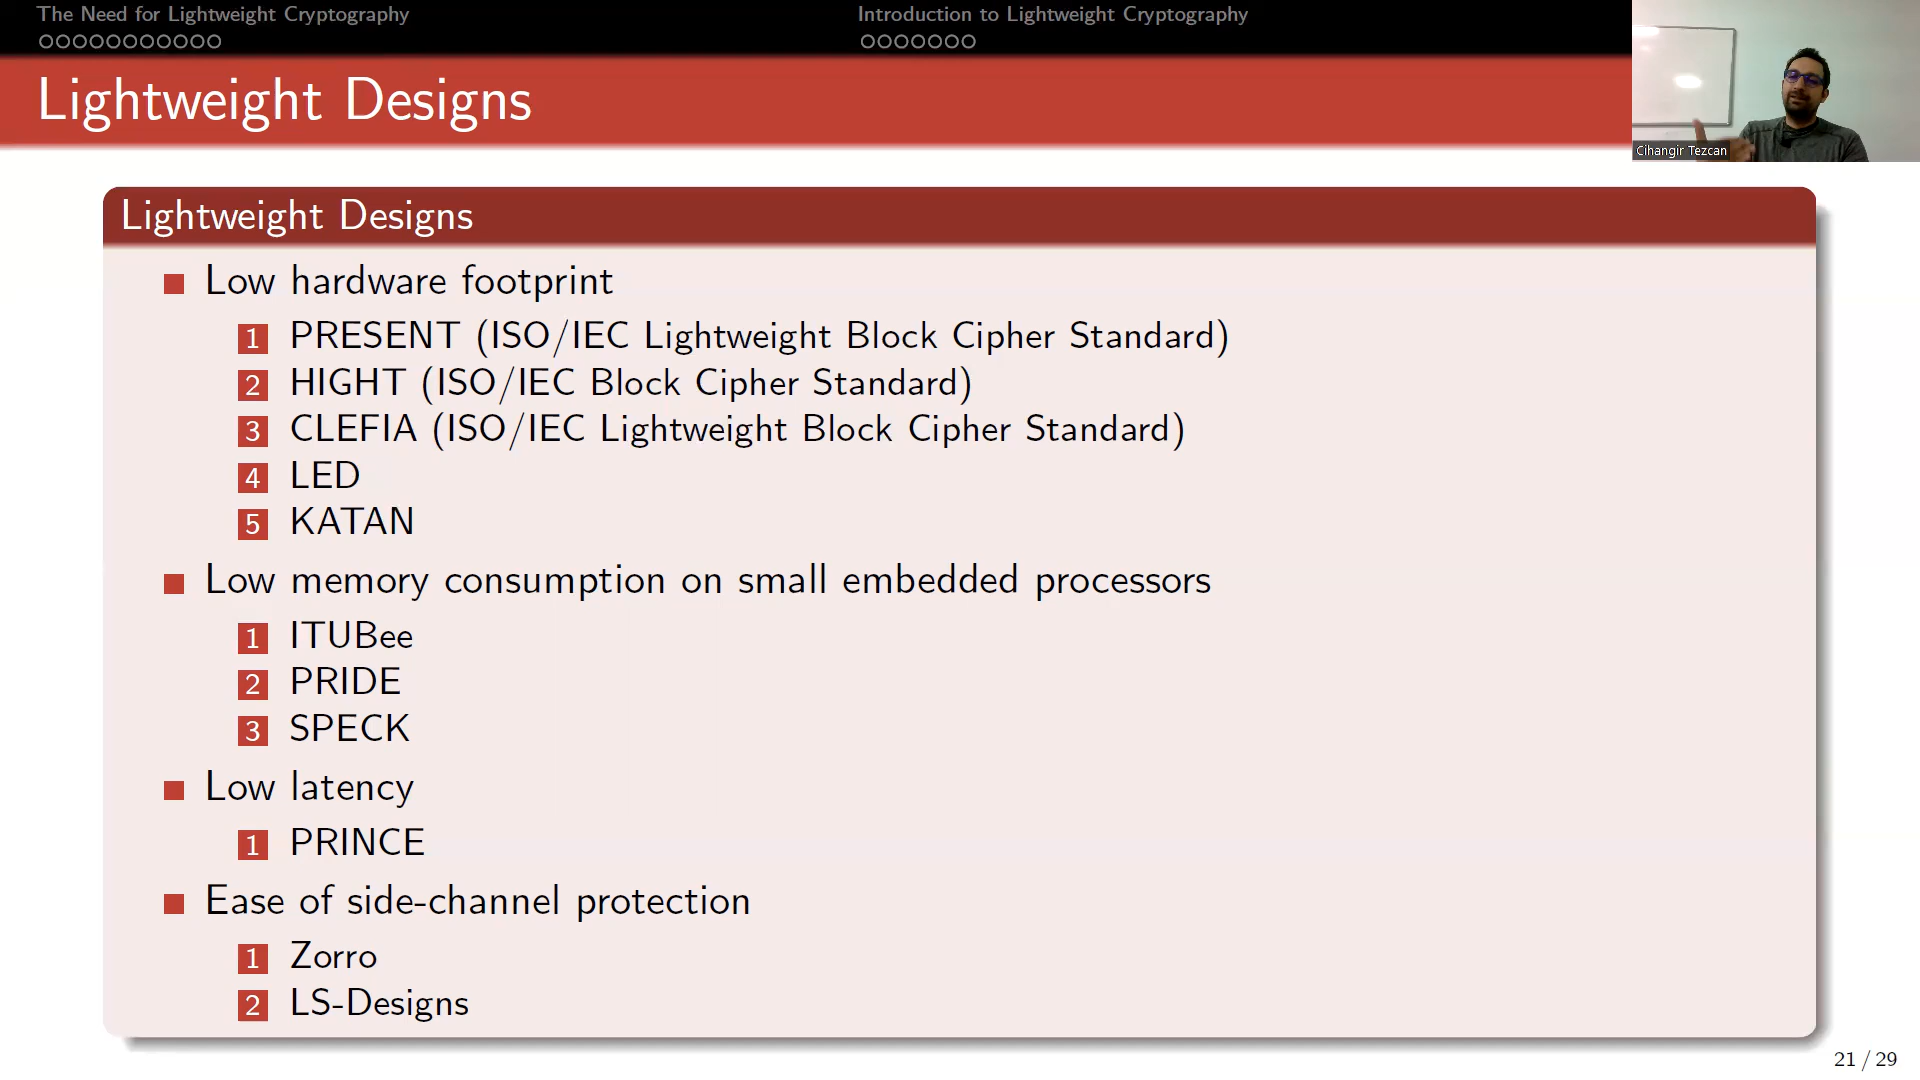 The Need for Lightweight Cryptography
Introduction to Lightweight Cryptography
Lightweight Designs
Cihangir Tezcan
Lightweight Designs
Low hardware footprint
1 PRESENT (ISO/IEC Lightweight Block Cipher Standard)
2 HIGHT (ISO/IEC Block Cipher Standard)
3 CLEFIA (ISO/IEC Lightweight Block Cipher Standard)
4 LED
5 KATAN
Low memory consumption on small embedded processors
1 ITUBee
2 PRIDE
3 SPECK
Low latency
1 PRINCE
Ease of side-channel protection
1 Zorro
2 LS-Designs
21 / 29